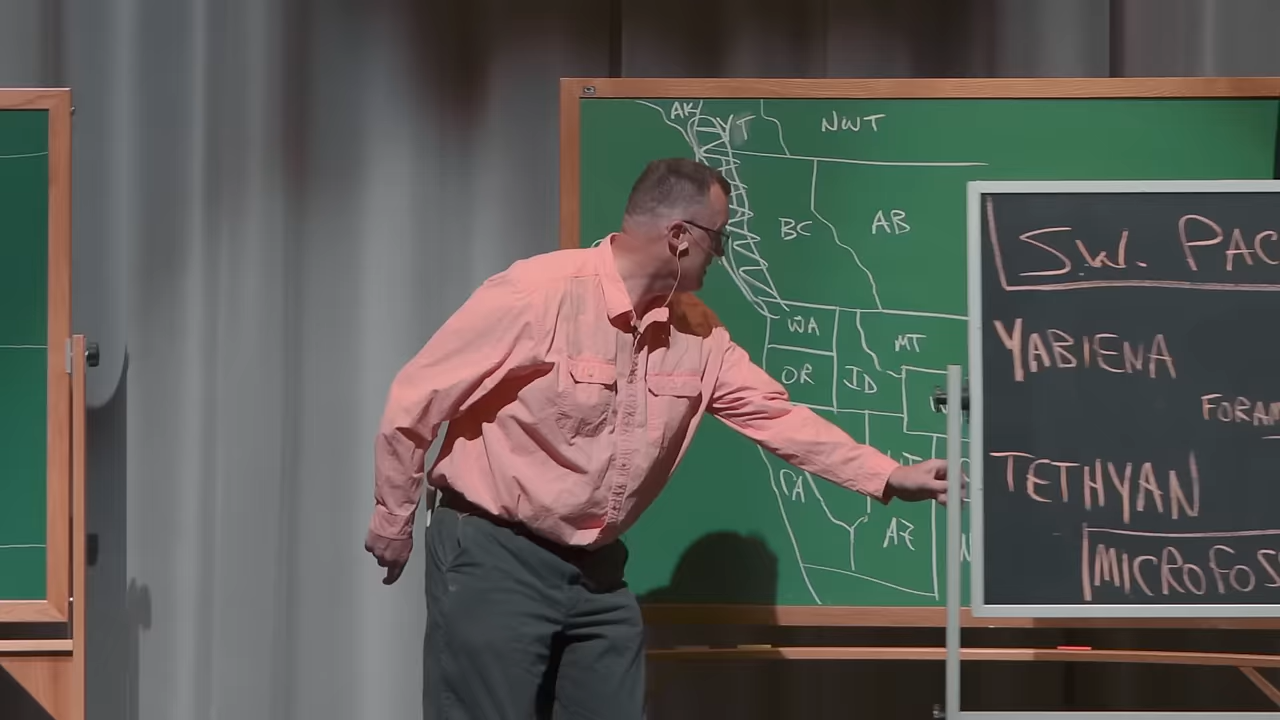 AK
YT
NWT
BC
AB
WA
MT
OR
ID
CA
AZ
S.W. PAC
YABIENA
FORAM
TETHYAN
MICROFOS